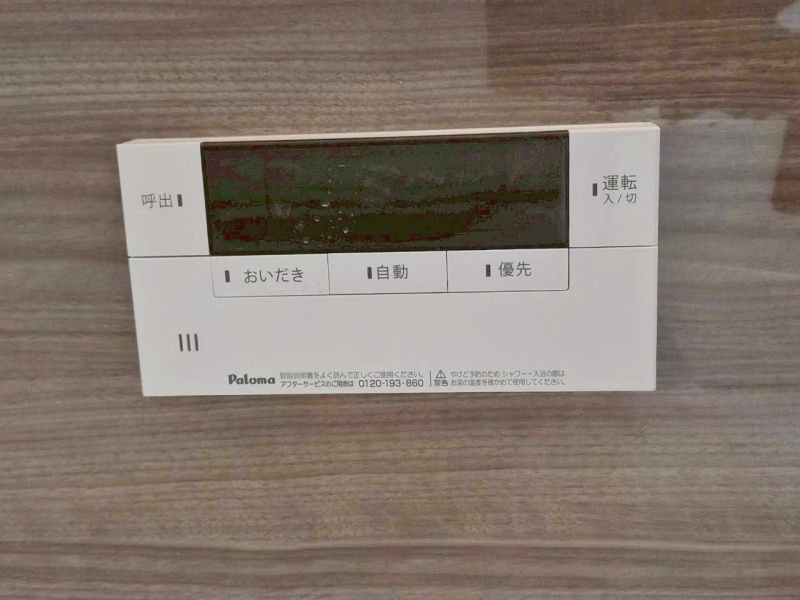 呼出
運転
入/切
おいだき
自動
優先
Paloma
取扱説明書をよく読んで正しくご使用ください。
アフターサービスのご用命は 0120-193-860
警告
やけど予防のため シャワー・入浴の際は
お湯の温度を確かめて使用してください。